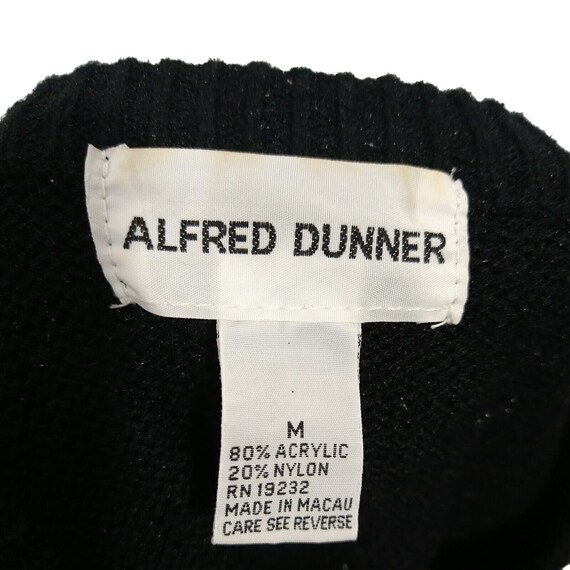 ALFRED DUNNER
M
80% ACRYLIC
20% NYLON
RN 19232
MADE IN MACAU
CARE SEE REVERSE